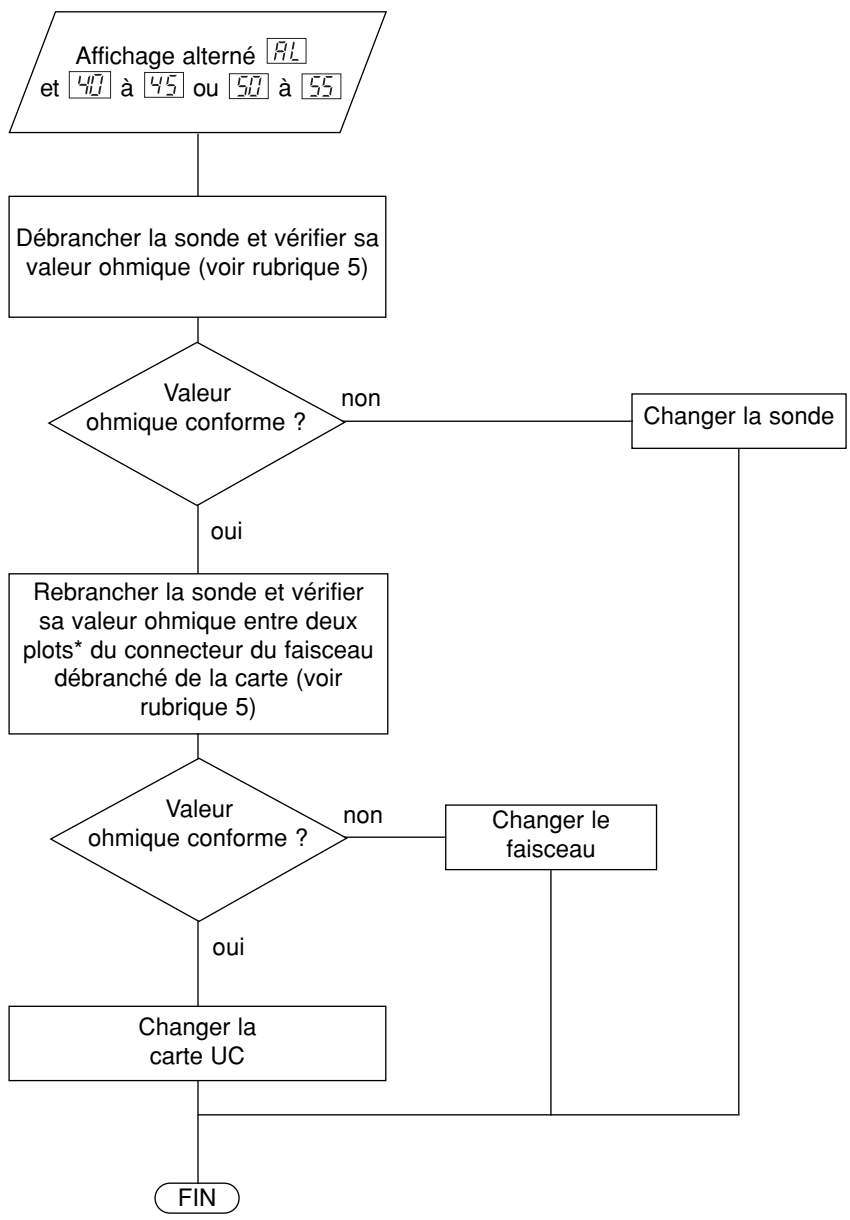 Affichage alterné AL
et 40 à 45 ou 50 à 55
Débrancher la sonde et vérifier sa
valeur ohmique (voir rubrique 5)
Valeur
ohmique conforme ?
non
Changer la sonde
oui
Rebrancher la sonde et vérifier
sa valeur ohmique entre deux
plots* du connecteur du faisceau
débranché de la carte (voir
rubrique 5)
Valeur
ohmique conforme ?
non
Changer le
faisceau
oui
Changer la
carte UC
FIN